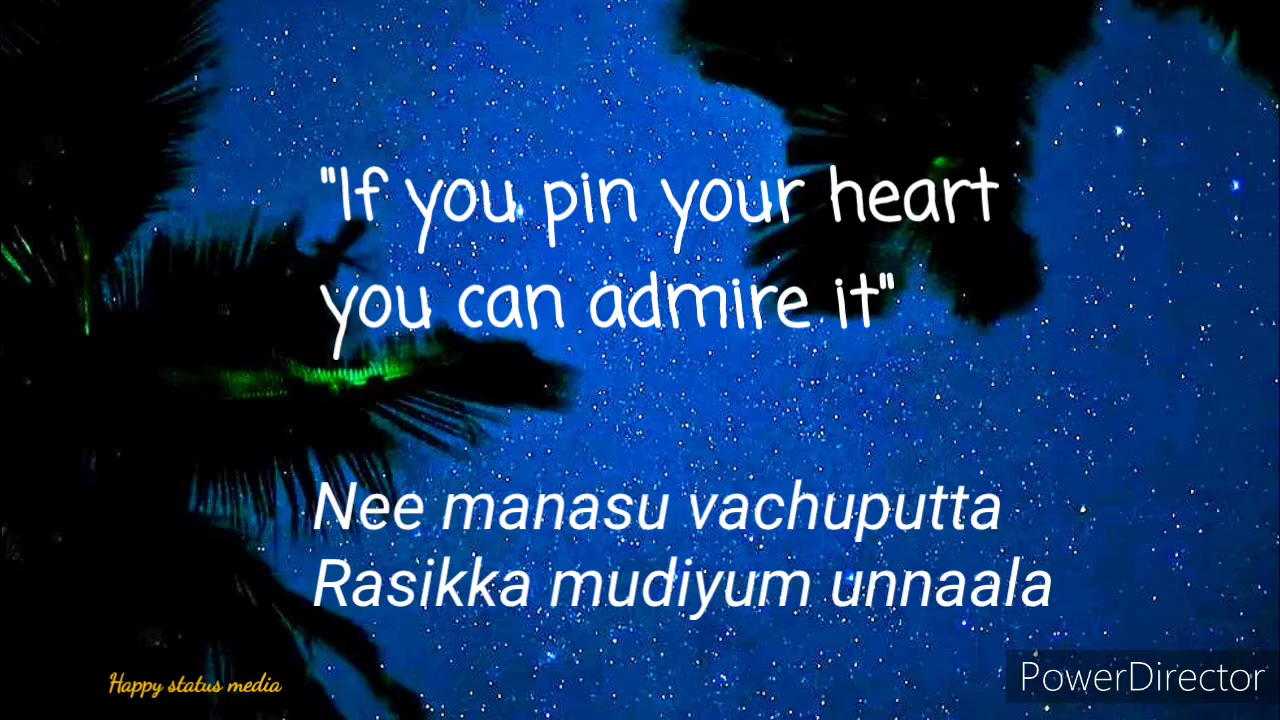 "If you pin your heart
you can admire it"
Nee manasu vachuputta
Rasikka mudiyum unnaala
Happy status media
PowerDirector